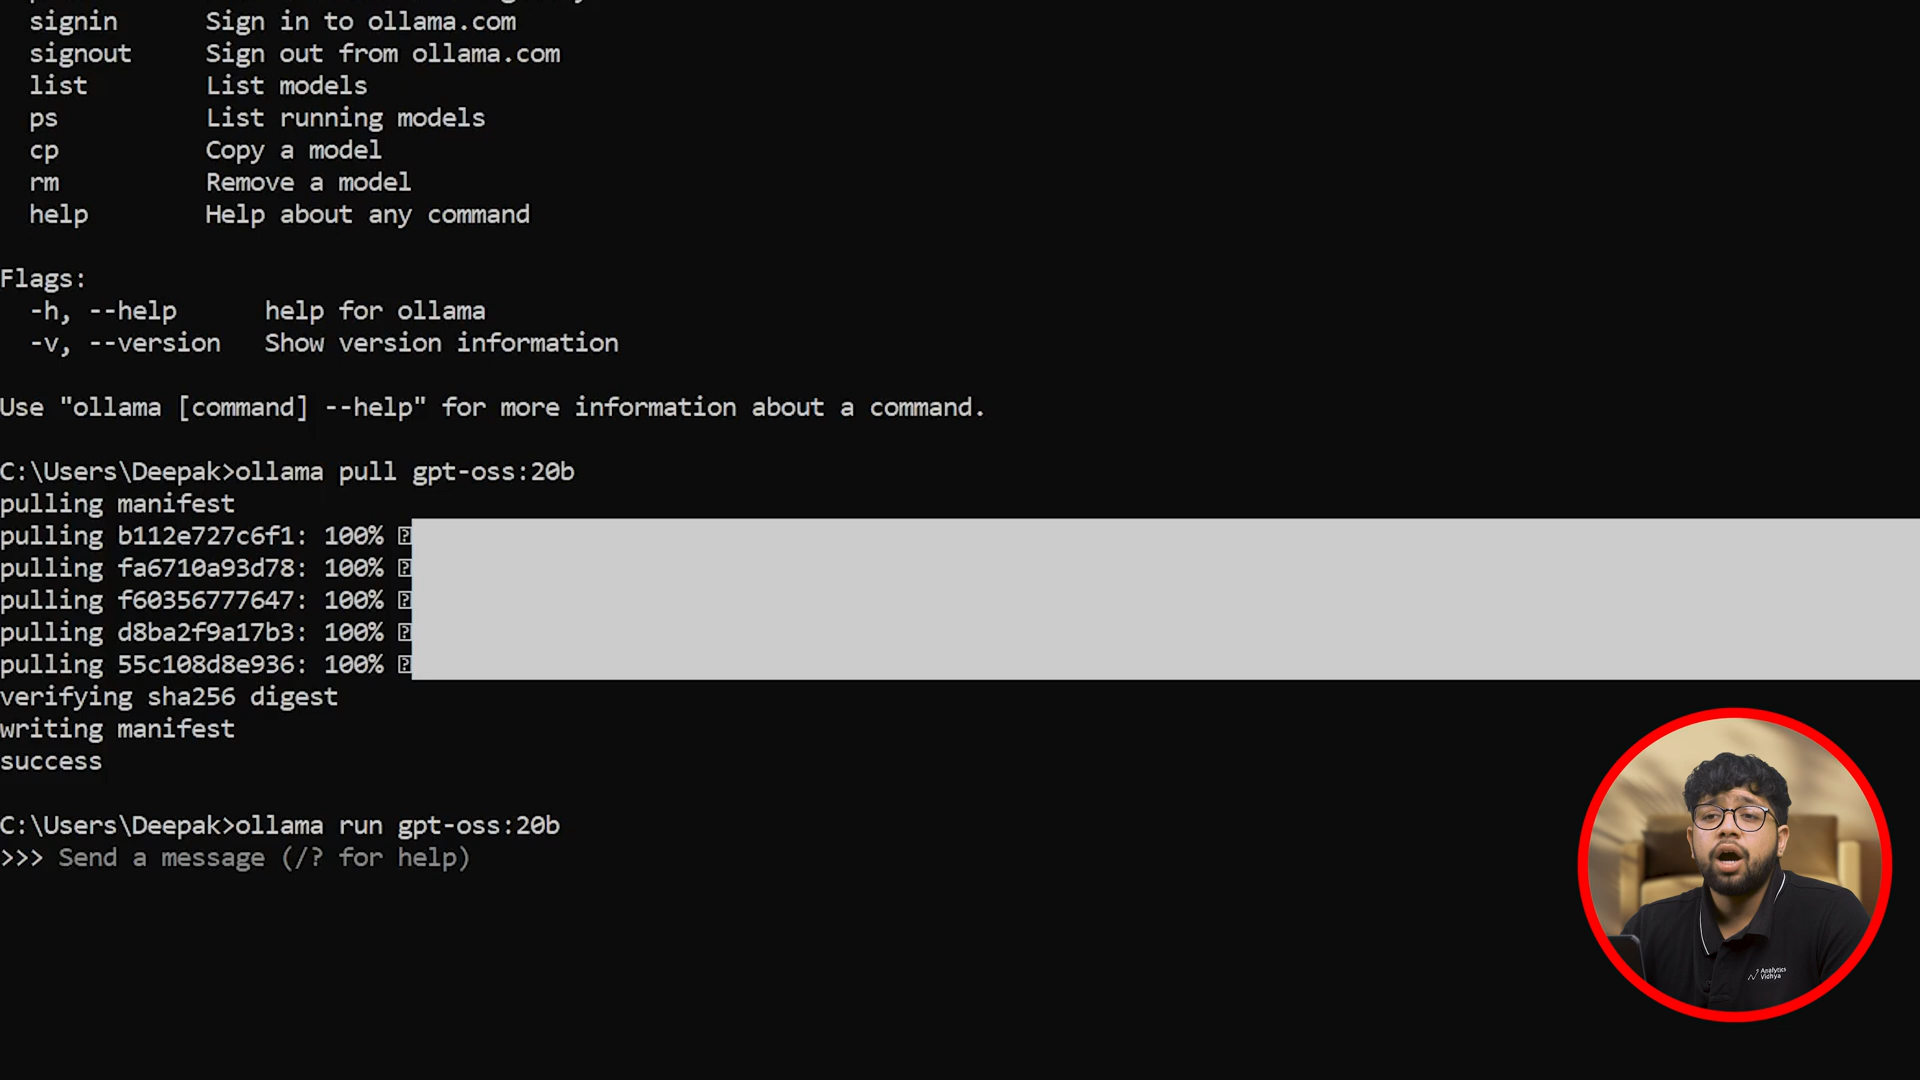 signin Sign in to ollama.com
signout Sign out from ollama.com
list List models
ps List running models
cp Copy a model
rm Remove a model
help Help about any command
Flags:
-h, --help help for ollama
-v, --version Show version information
Use "ollama [command] --help" for more information about a command.
C:\Users\Deepak>ollama pull gpt-oss:20b
pulling manifest
pulling b112e727c6f1: 100%
pulling fa6710a93d78: 100%
pulling f60356777647: 100%
pulling d8ba2f9a17b3: 100%
pulling 55c108d8e936: 100%
verifying sha256 digest
writing manifest
success
C:\Users\Deepak>ollama run gpt-oss:20b
>>> Send a message (/? for help)
Analytics
Vidhya